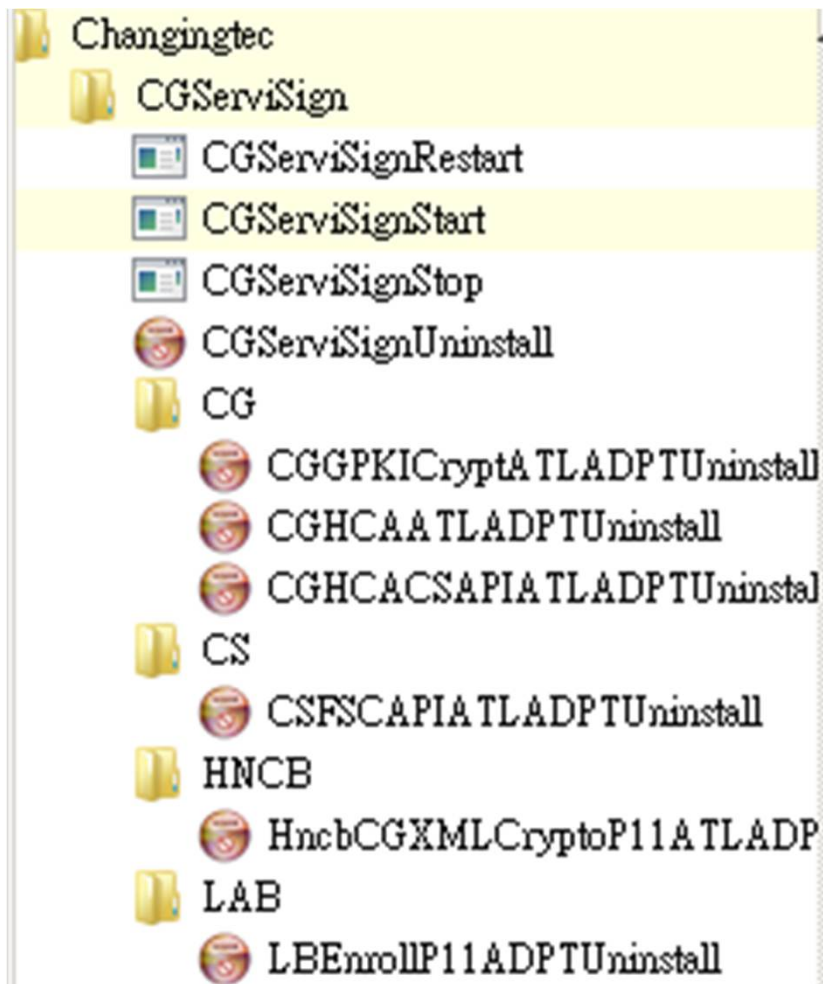 Changingtec
CGServiSign
CGServiSignRestart
CGServiSignStart
CGServiSignStop
CGServiSignUninstall
CG
CGGPKICryptATLADPTUninstall
CGHCAATLADPTUninstall
CGHCACSAPIATLADPTUninstal
CS
CSFSCAPIATLADPTUninstall
HNCB
HncbCGXMLCryptoP11ATLADP
LAB
LBEnrollP11ADPTUninstall